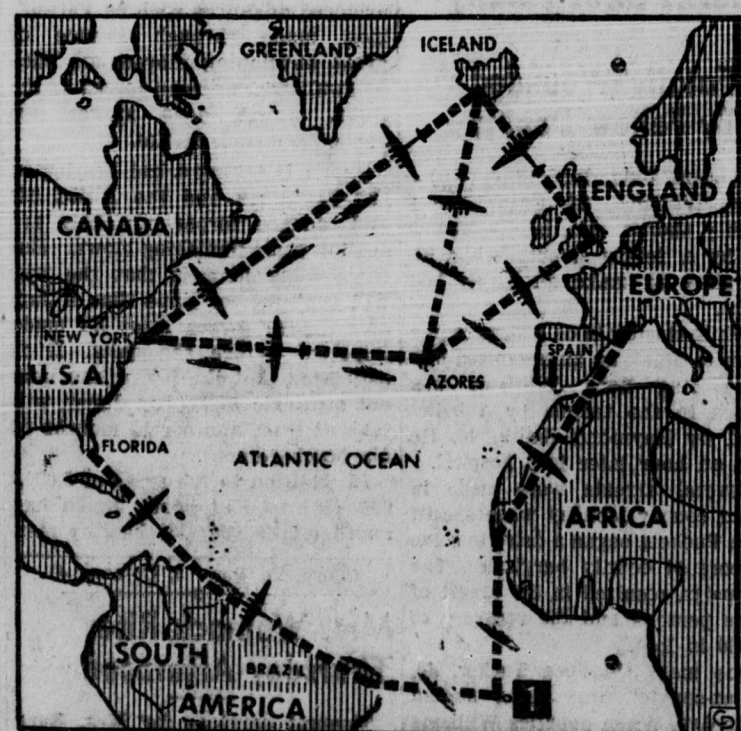 GREENLAND
ICELAND
ENGLAND
CANADA
EUROPE
NEW YORK
SPAIN
U.S.A.
AZORES
FLORIDA
ATLANTIC OCEAN
AFRICA
SOUTH
BRAZIL
AMERICA
1